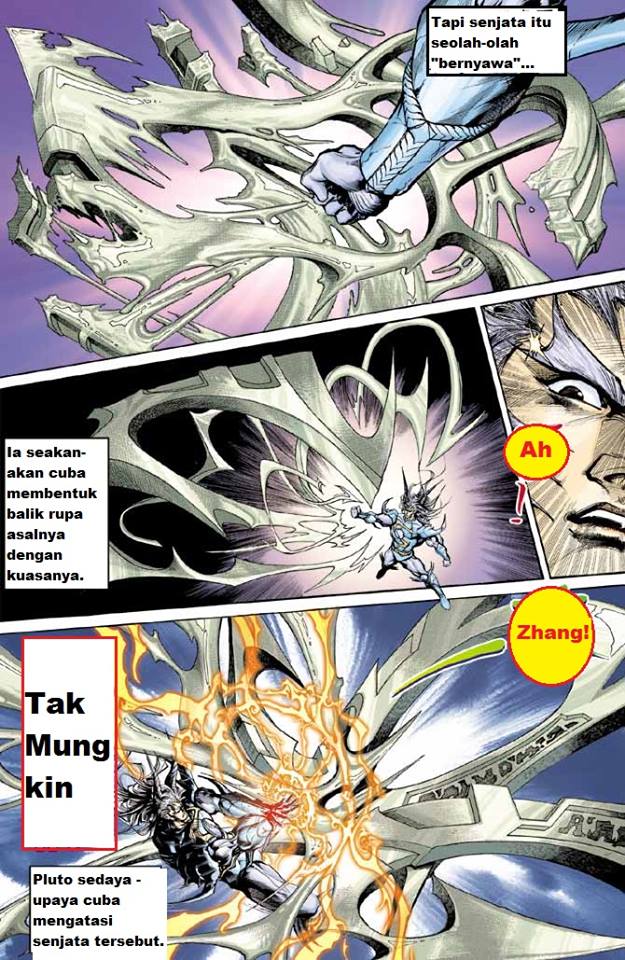 Tapi senjata itu
seolah-olah
"bernyawa"...
Ia seakan-
akan cuba
membentuk
balik rupa
asalnya
dengan
kuasanya.
Ah
!
Zhang!
Tak
Mung
kin
Pluto sedaya -
upaya cuba
mengatasi
senjata tersebut.